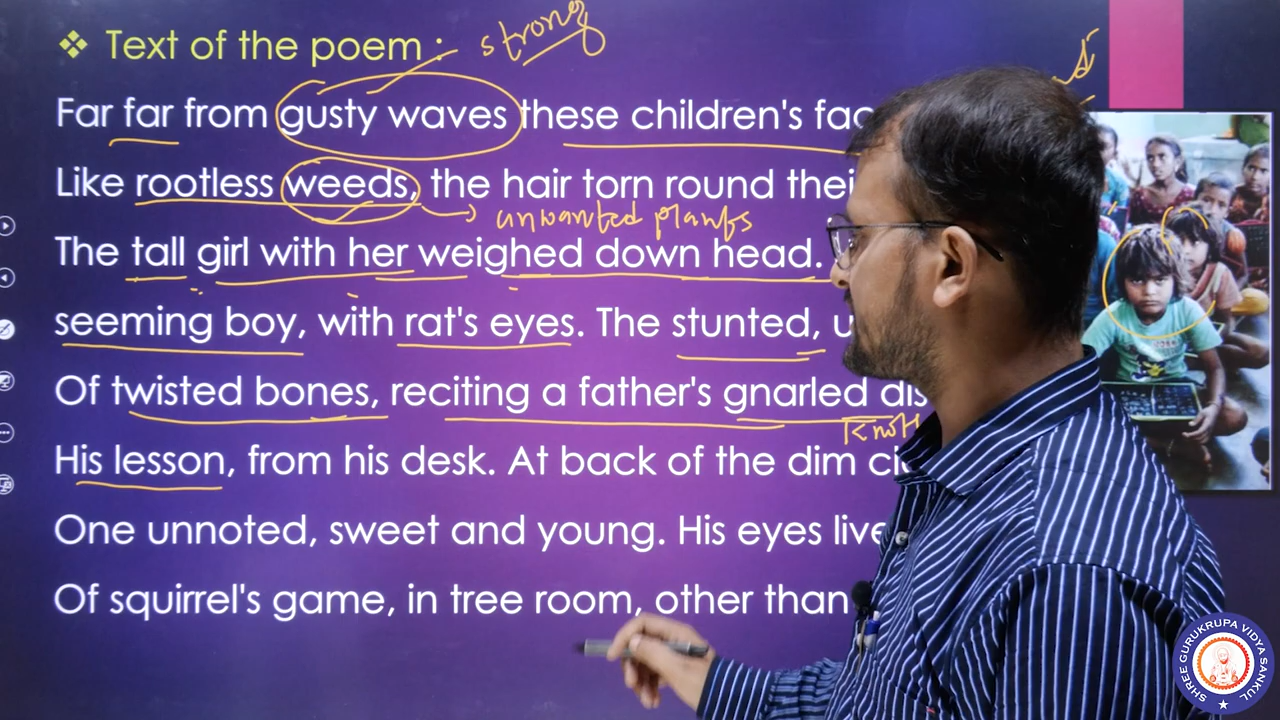 ❖ Text of the poem :
strong
Far far from gusty waves these children's fac
Like rootless weeds, the hair torn round thei
unwanted plants
The tall girl with her weighed down head.
seeming boy, with rat's eyes. The stunted, u
Of twisted bones, reciting a father's gnarled dis
Knott
His lesson, from his desk. At back of the dim cl
One unnoted, sweet and young. His eyes live
Of squirrel's game, in tree room, other than
SHREE GURUKRUPA VIDYA SANKUL